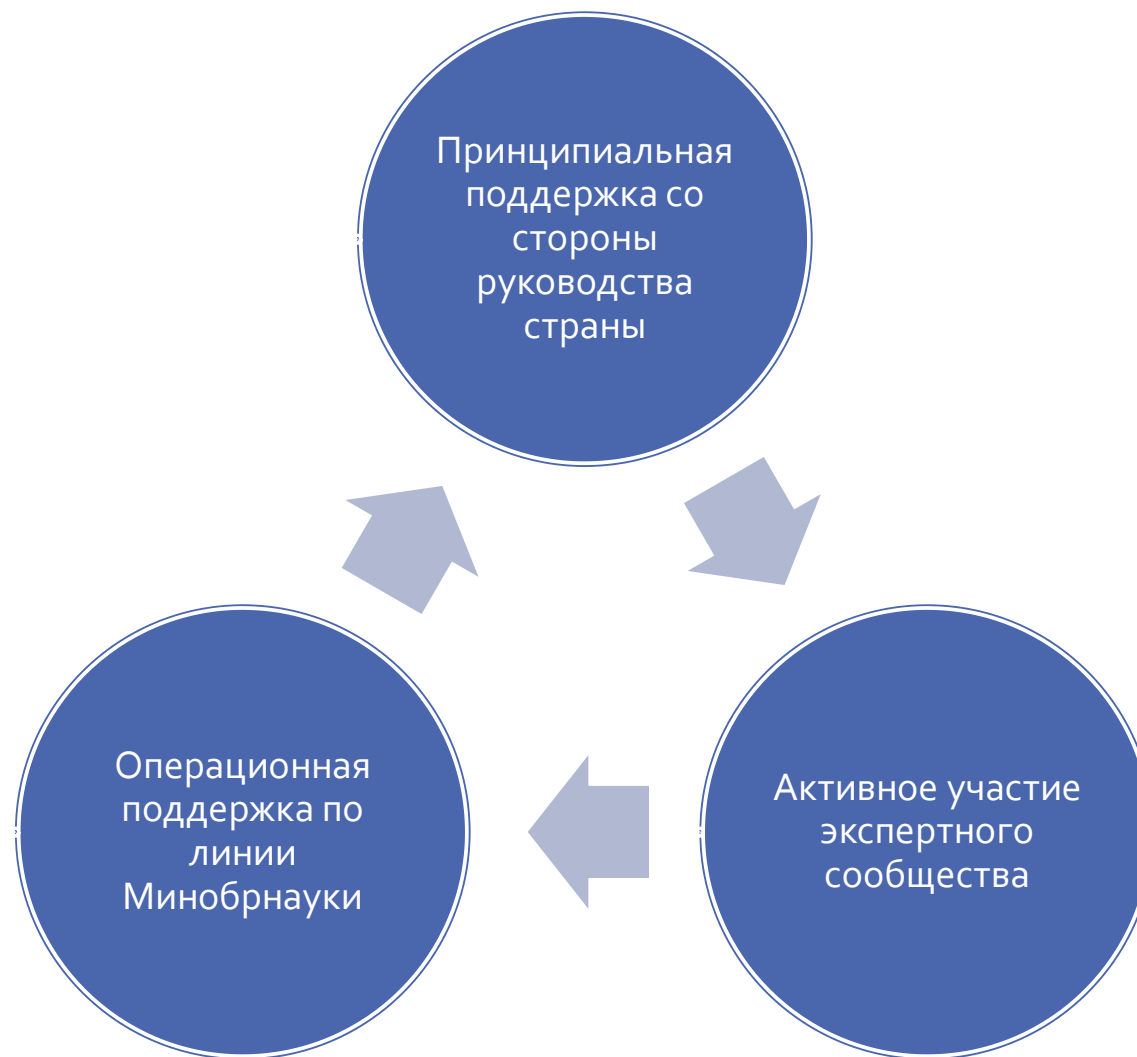 Принципиальная
поддержка со
стороны
руководства
страны
Активное участие
экспертного
сообщества
Операционная
поддержка по
линии
Минобрнауки